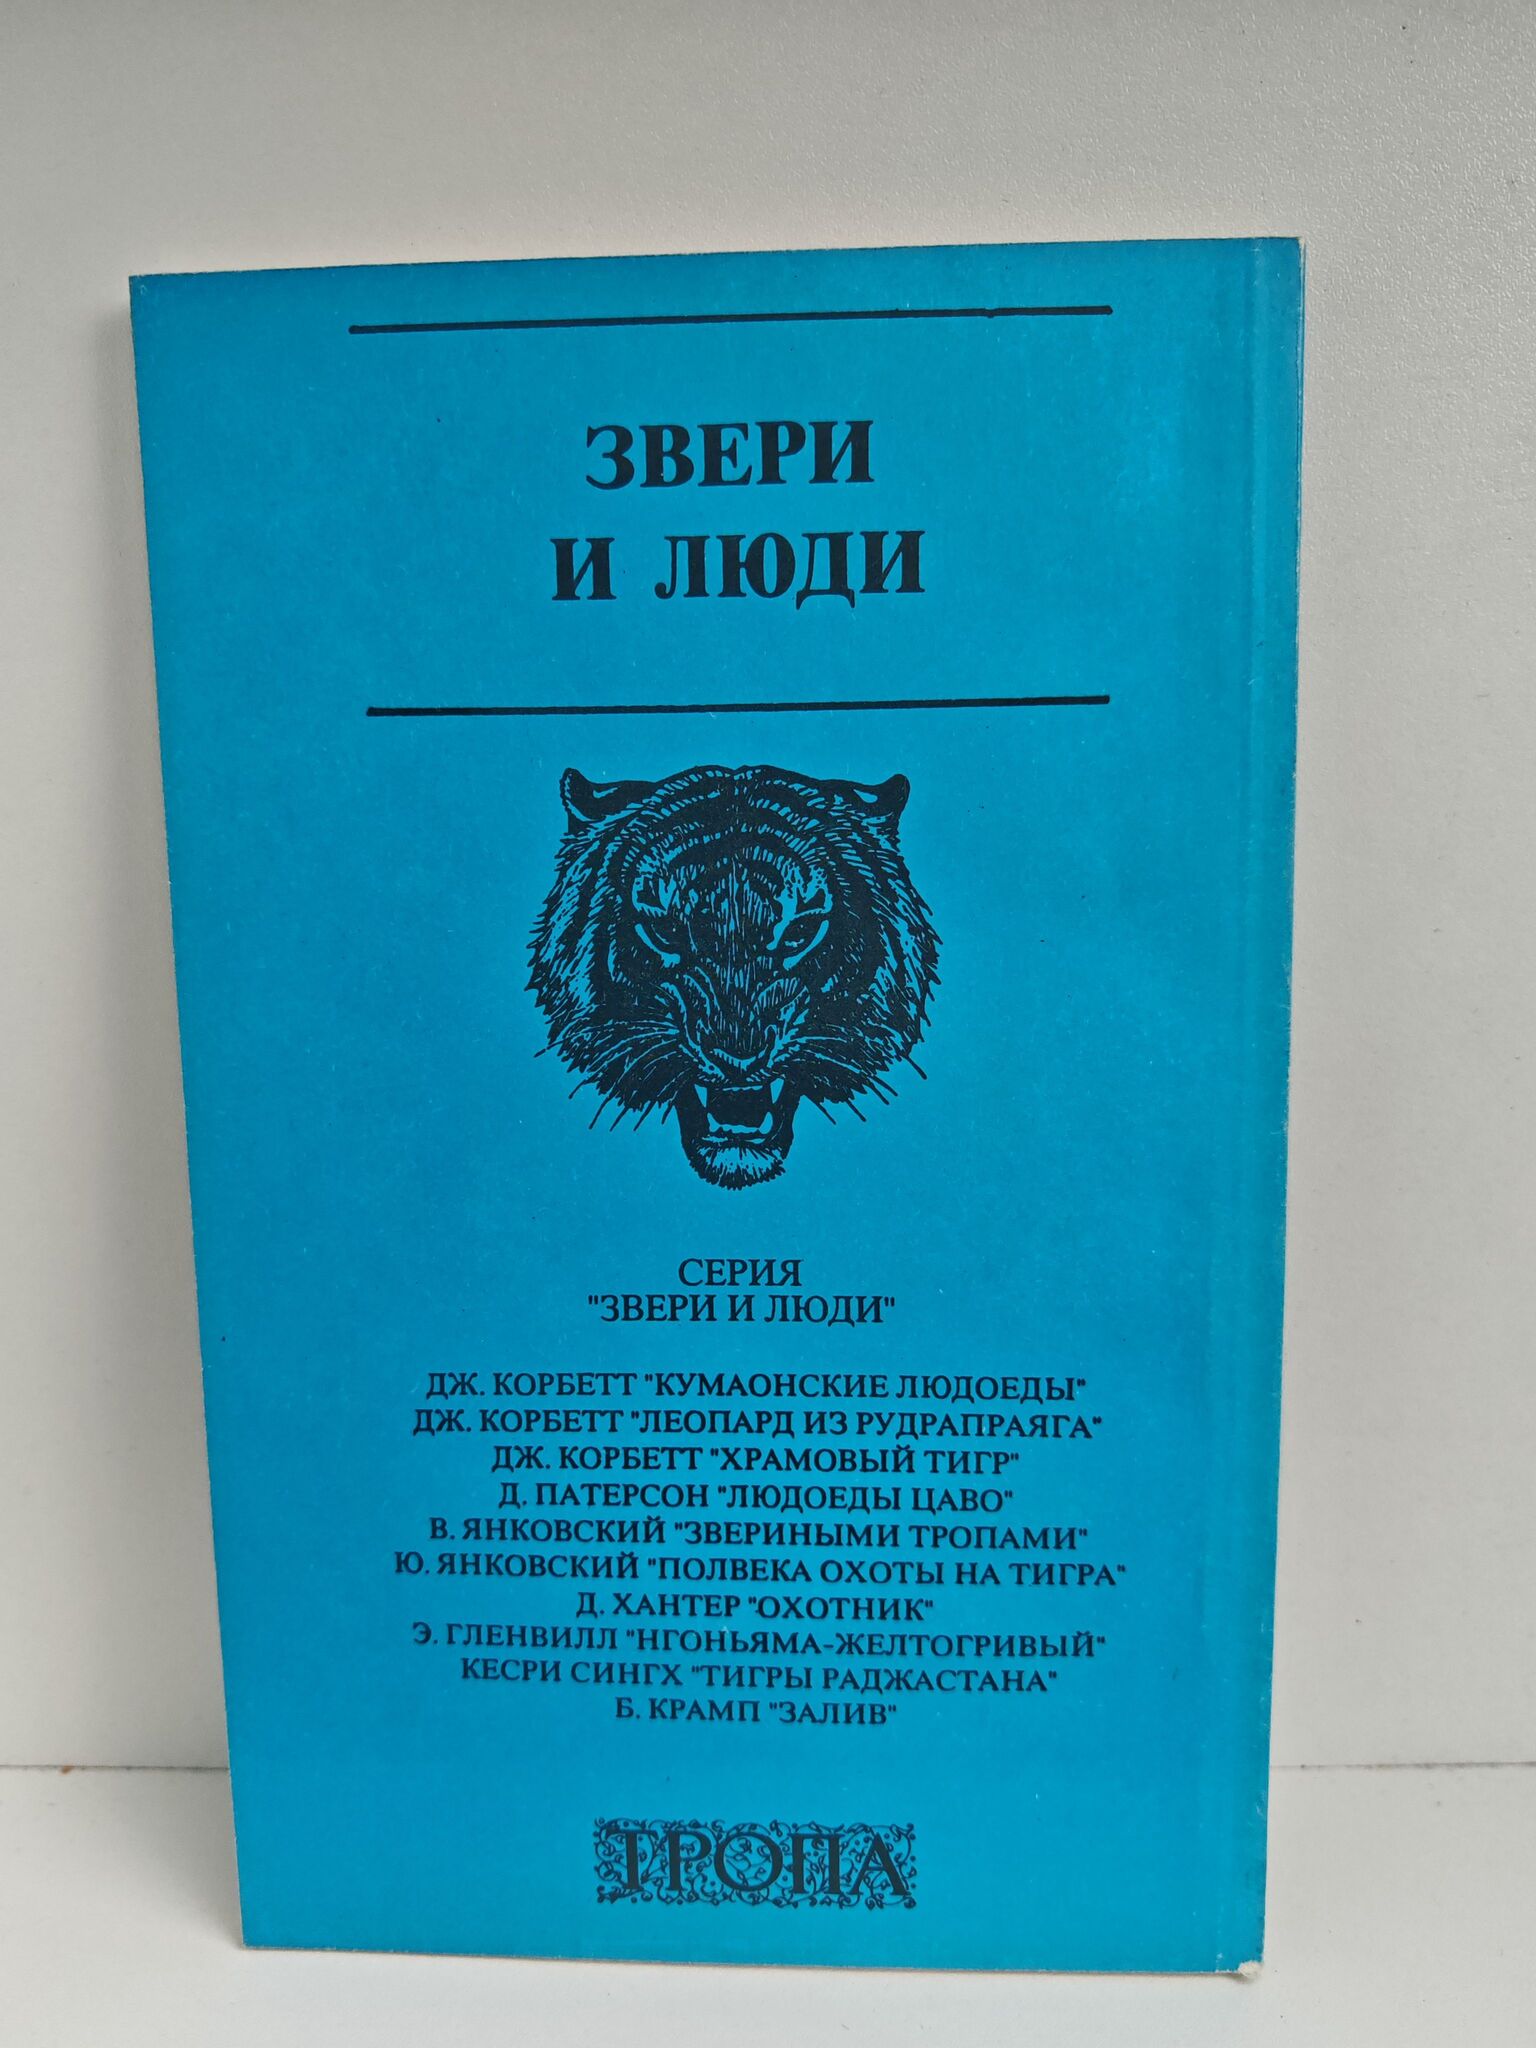 ЗВЕРИ
И ЛЮДИ
СЕРИЯ
"ЗВЕРИ И ЛЮДИ"
ДЖ. КОРБЕТТ "КУМАОНСКИЕ ЛЮДОЕДЫ"
ДЖ. КОРБЕТТ "ЛЕОПАРД ИЗ РУДРАПРАЯГА"
ДЖ. КОРБЕТТ "ХРАМОВЫЙ ТИГР"
Д. ПАТЕРСОН "ЛЮДОЕДЫ ЦАВО"
В. ЯНКОВСКИЙ "ЗВЕРИНЫМИ ТРОПАМИ"
Ю. ЯНКОВСКИЙ "ПОЛВЕКА ОХОТЫ НА ТИГРА"
Д. ХАНТЕР "ОХОТНИК"
Э. ГЛЕНВИЛЛ "НГОНЬЯМА-ЖЕЛТОГРИВЫЙ"
КЕСРИ СИНГХ "ТИГРЫ РАДЖАСТАНА"
Б. КРАМП "ЗАЛИВ"
ТРОПА